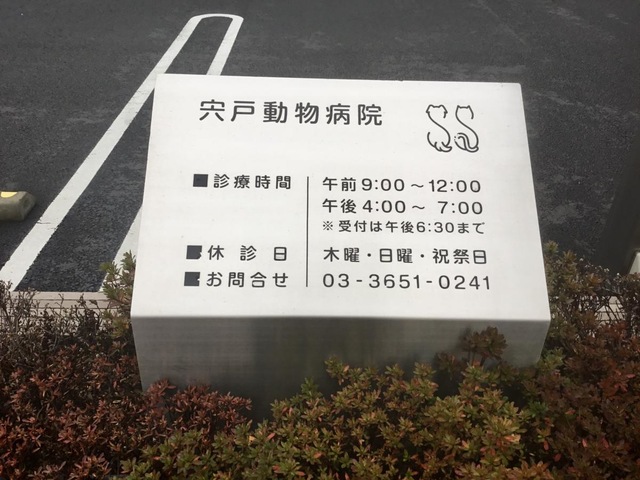 宍戸動物病院
■診療時間 午前9:00～12:00
午後4:00～7:00
※受付は午後6:30まで
■休診日 木曜・日曜・祝祭日
■お問合せ 03-3651-0241